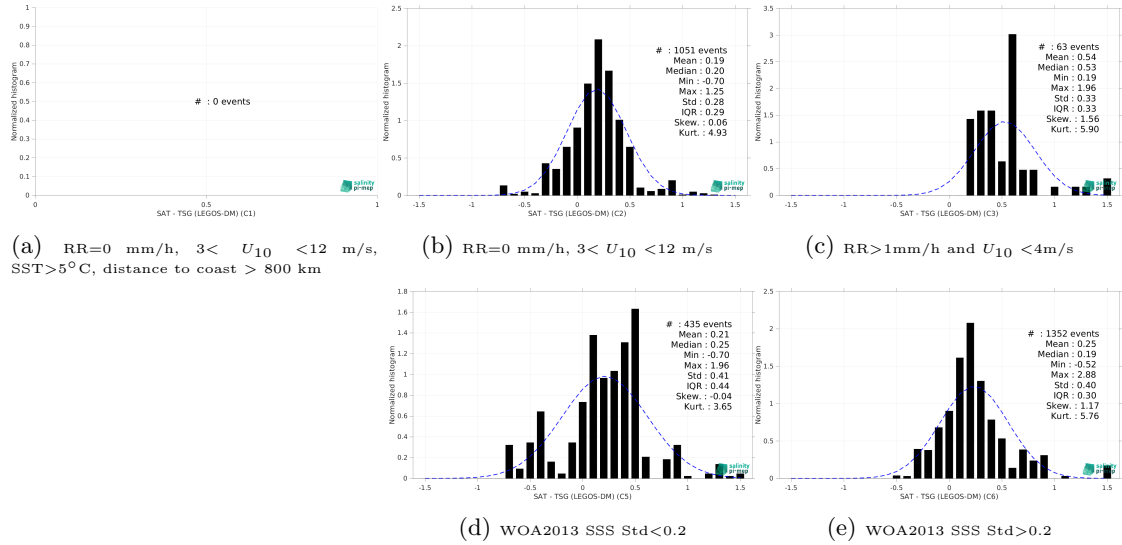 1
0.9
0.8
0.7
0.6
0.5
0.4
0.3
0.2
0.1
0
0
0.5
1
Normalized histogram
# : 0 events
SAT - TSG (LEGOS-DM) (C1)
salinity
pi-mep
(a) RR=0 mm/h, 3< U10 <12 m/s,
SST>5°C, distance to coast > 800 km
2.5
2
1.5
1
0.5
0
-1.5
-1
-0.5
0
0.5
1
1.5
Normalized histogram
# : 1051 events
Mean : 0.19
Median : 0.20
Min : -0.70
Max : 1.25
Std : 0.28
IQR : 0.29
Skew. : 0.06
Kurt. : 4.93
SAT - TSG (LEGOS-DM) (C2)
salinity
pi-mep
(b) RR=0 mm/h, 3< U10 <12 m/s
3.5
3
2.5
2
1.5
1
0.5
0
-1.5
-1
-0.5
0
0.5
1
1.5
Normalized histogram
# : 63 events
Mean : 0.54
Median : 0.53
Min : 0.19
Max : 1.96
Std : 0.33
IQR : 0.33
Skew. : 1.56
Kurt. : 5.90
SAT - TSG (LEGOS-DM) (C3)
salinity
pi-mep
(c) RR>1mm/h and U10 <4m/s
1.8
1.6
1.4
1.2
1
0.8
0.6
0.4
0.2
0
-1.5
-1
-0.5
0
0.5
1
1.5
Normalized histogram
# : 435 events
Mean : 0.21
Median : 0.25
Min : -0.70
Max : 1.96
Std : 0.41
IQR : 0.44
Skew. : -0.04
Kurt. : 3.65
SAT - TSG (LEGOS-DM) (C5)
salinity
pi-mep
(d) WOA2013 SSS Std<0.2
2.5
2
1.5
1
0.5
0
-1.5
-1
-0.5
0
0.5
1
1.5
Normalized histogram
# : 1352 events
Mean : 0.25
Median : 0.19
Min : -0.52
Max : 2.88
Std : 0.40
IQR : 0.30
Skew. : 1.17
Kurt. : 5.76
SAT - TSG (LEGOS-DM) (C6)
salinity
pi-mep
(e) WOA2013 SSS Std>0.2